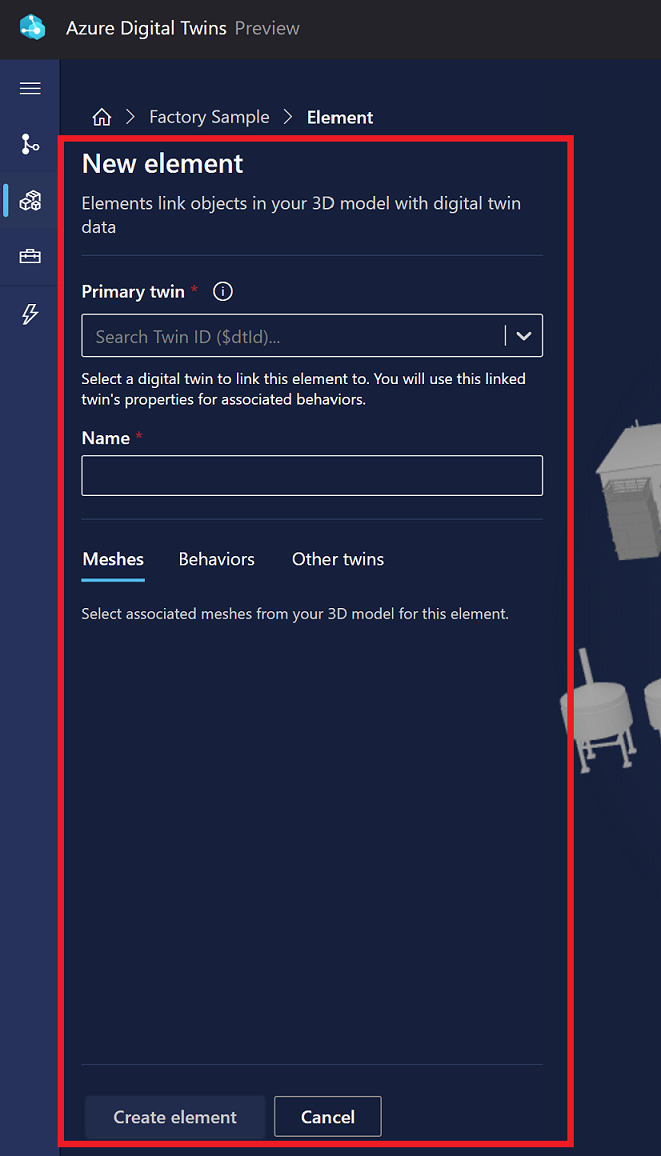 Azure Digital Twins Preview
Factory Sample Element
New element
Elements link objects in your 3D model with digital twin
data
Primary twin *
Search Twin ID ($dtId)...
Select a digital twin to link this element to. You will use this linked
twin's properties for associated behaviors.
Name *
Meshes Behaviors Other twins
Select associated meshes from your 3D model for this element.
Create element Cancel